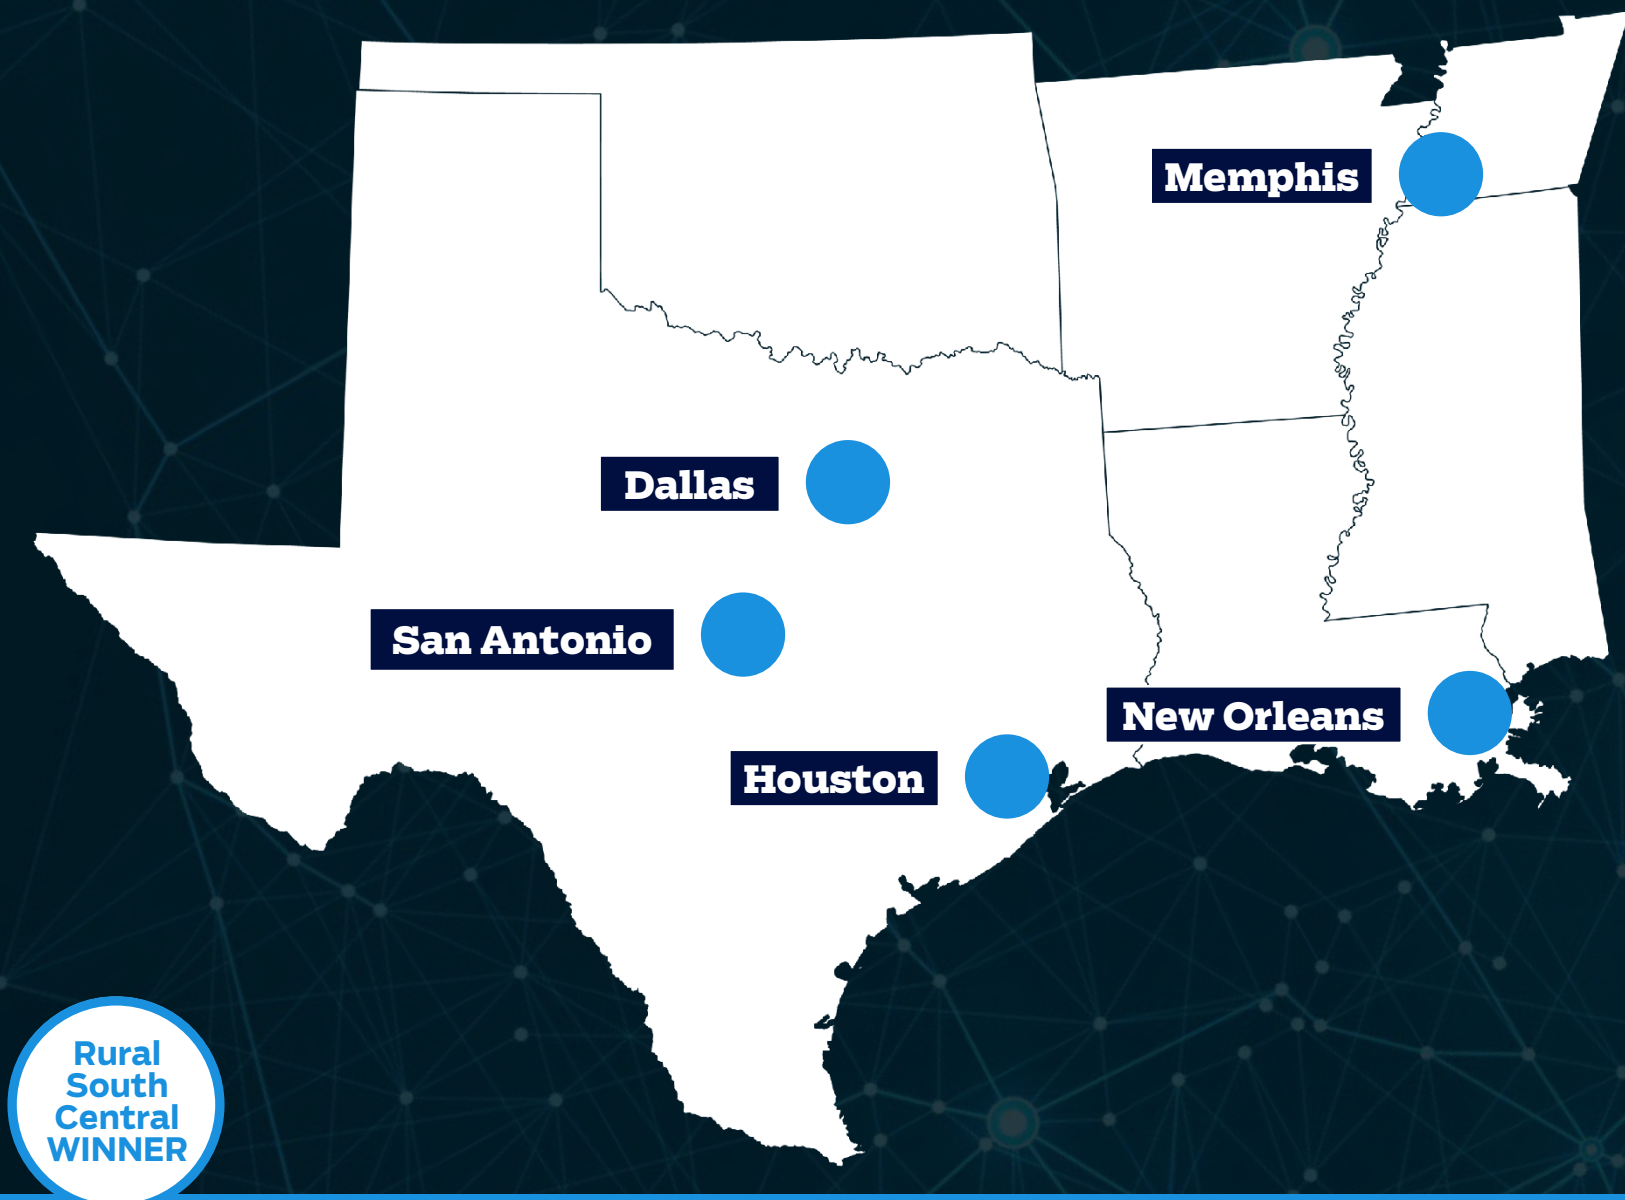 Memphis
Dallas
San Antonio
New Orleans
Houston
Rural
South
Central
WINNER